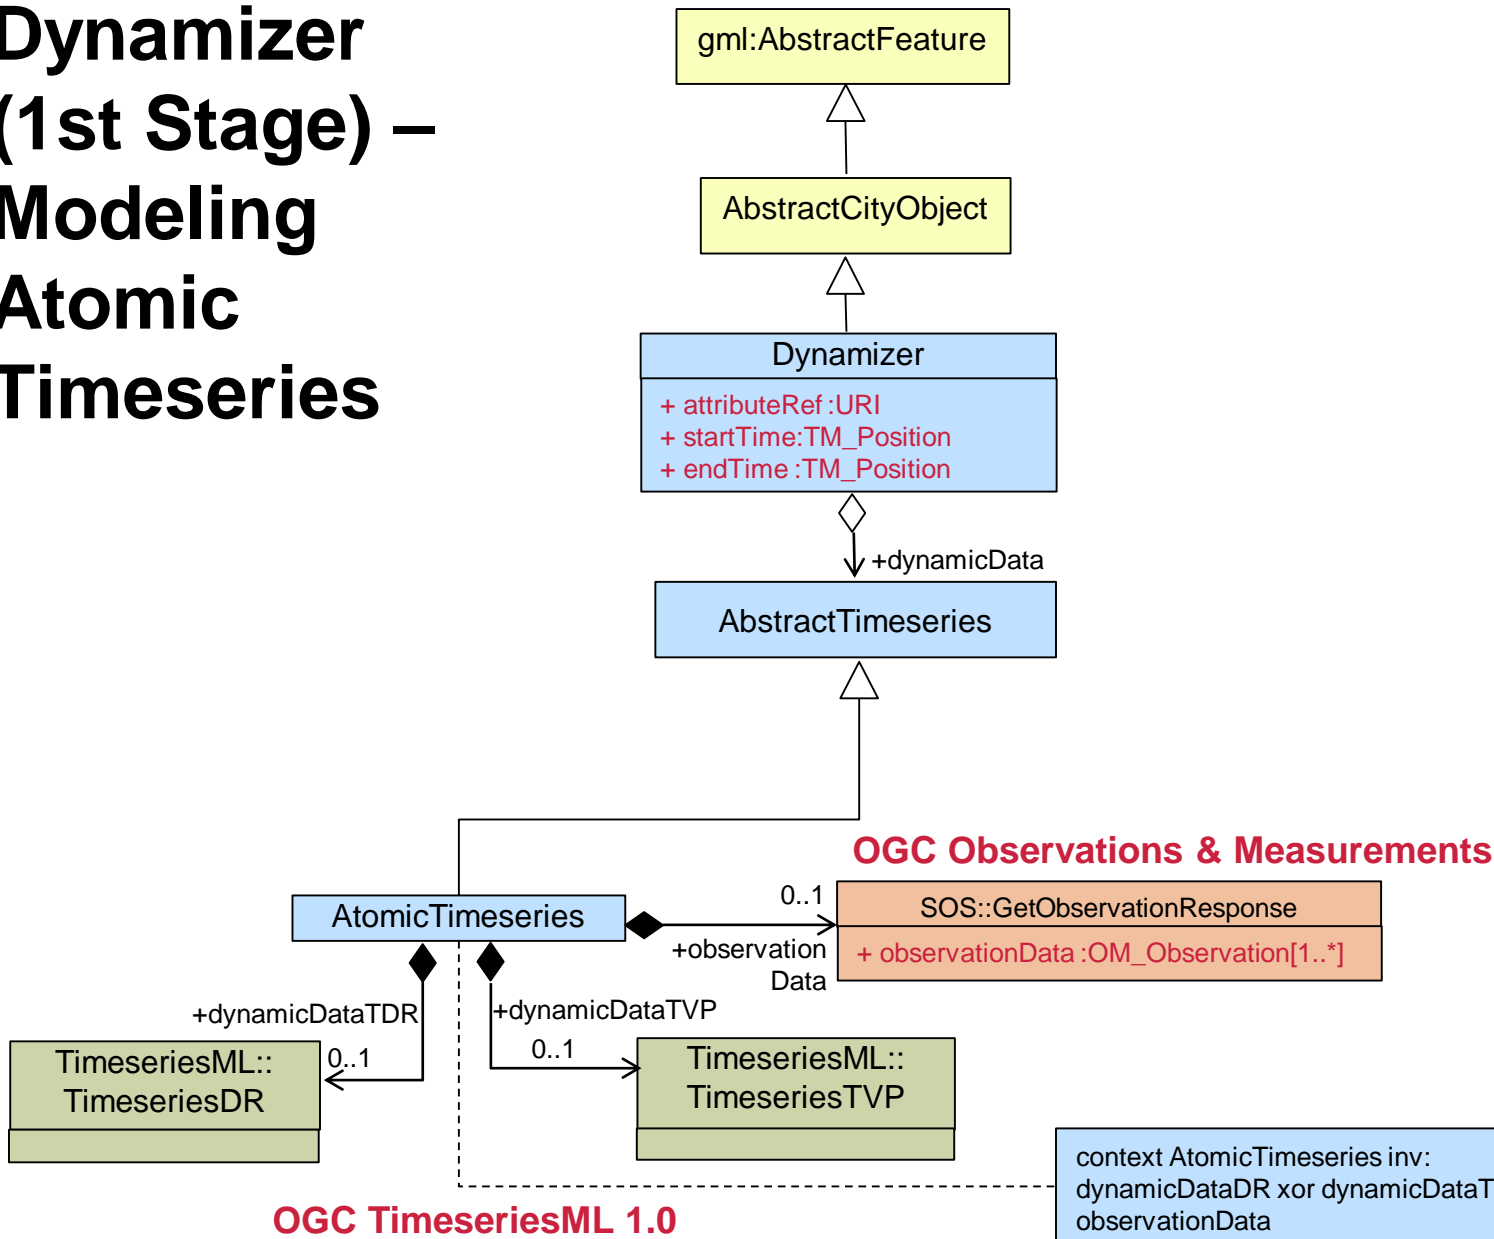 Dynamizer
(1st Stage) –
Modeling
Atomic
Timeseries
gml:AbstractFeature
AbstractCityObject
Dynamizer
+ attributeRef :URI
+ startTime:TM_Position
+ endTime :TM_Position
+dynamicData
AbstractTimeseries
OGC Observations & Measurements
AtomicTimeseries
0..1
+observation
Data
SOS::GetObservationResponse
+ observationData :OM_Observation[1..*]
+dynamicDataTDR
0..1
+dynamicDataTVP
0..1
TimeseriesML::
TimeseriesDR
TimeseriesML::
TimeseriesTVP
context AtomicTimeseries inv:
dynamicDataDR xor dynamicDataT
observationData
OGC TimeseriesML 1.0